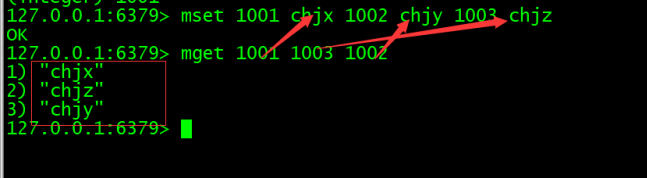 127.0.0.1:6379> mset 1001 chjx 1002 chjy 1003 chjz
OK
127.0.0.1:6379> mget 1001 1003 1002
1) "chjx"
2) "chjz"
3) "chjy"
127.0.0.1:6379>